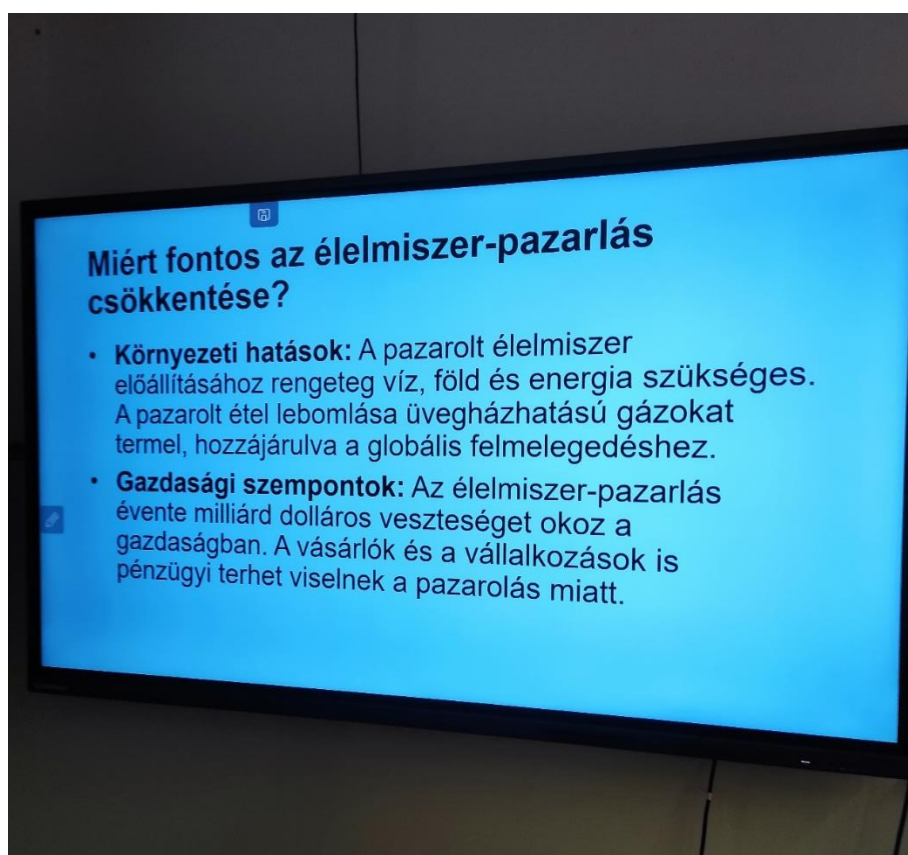 Miért fontos az élelmiszer-pazarlás
csökkentése?
• Környezeti hatások: A pazarolt élelmiszer
előállításához rengeteg víz, föld és energia szükséges.
A pazarolt étel lebomlása üvegházhatású gázokat
termel, hozzájárulva a globális felmelegedéshez.
• Gazdasági szempontok: Az élelmiszer-pazarlás
évente milliárd dolláros veszteséget okoz a
gazdaságban. A vásárlók és a vállalkozások is
pénzügyi terhet viselnek a pazarolás miatt.